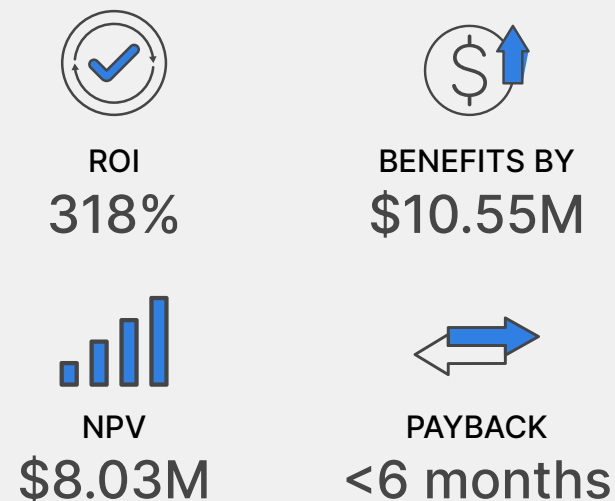 ROI
318%
BENEFITS BY
$10.55M
NPV
$8.03M
PAYBACK
<6 months